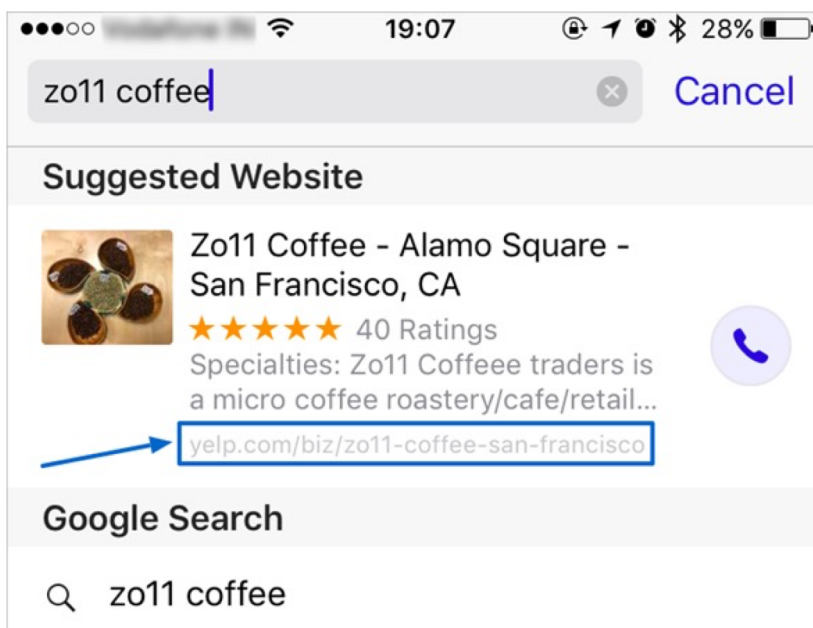 19:07 28%
zo11 coffee Cancel
Suggested Website
Zo11 Coffee - Alamo Square -
San Francisco, CA
40 Ratings
Specialties: Zo11 Coffeee traders is
a micro coffee roastery/cafe/retail...
yelp.com/biz/zo11-coffee-san-francisco
Google Search
zo11 coffee